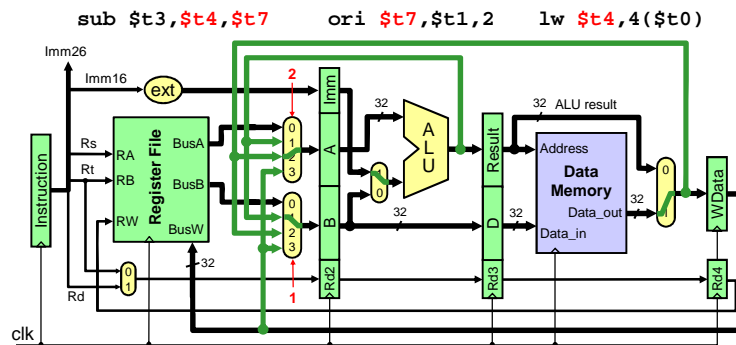 sub $t3,$t4,$t7 ori $t7,$t1,2 lw $t4,4($t0)
Imm26
Imm16
ext
2
Imm
32
32 ALU result
Instruction
Register File
Rs
RA
Rt
RB
RW
BusA
BusB
BusW
0
1
2
3
A
ALU
Result
Address
Data Memory
Data_out
Data_in
0
1
WData
1
0
0
1
2
3
B
32
D
32
32
32
0
1
Rd
Rd2
Rd3
Rd4
1
clk